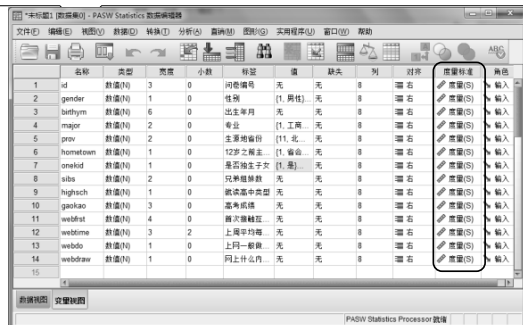 *未标题1 [数据集0] - PASW Statistics 数据编辑器
文件(F) 编辑(E) 视图(V) 数据(D) 转换(T) 分析(A) 直销(M) 图形(G) 实用程序(U) 窗口(W) 帮助
名称 类型 宽度 小数 标签 值 缺失 列 对齐 度量标准 角色
1 id 数值(N) 3 0 问卷编号 无 无 8 右 度量(S) 输入
2 gender 数值(N) 1 0 性别 {1, 男性}... 无 8 右 度量(S) 输入
3 birthym 数值(N) 6 0 出生年月 无 无 8 右 度量(S) 输入
4 major 数值(N) 2 0 专业 {1, 工商... 无 8 右 度量(S) 输入
5 prov 数值(N) 2 0 生源地省份 {11, 北... 无 8 右 度量(S) 输入
6 hometown 数值(N) 1 0 12岁之前主... {1, 省会... 无 8 右 度量(S) 输入
7 onekid 数值(N) 1 0 是否独生子女 {1, 是}... 无 8 右 度量(S) 输入
8 sibs 数值(N) 2 0 兄弟姐妹数 无 无 8 右 度量(S) 输入
9 highsch 数值(N) 1 0 就读高中类型 无 无 8 右 度量(S) 输入
10 gaokao 数值(N) 3 0 高考成绩 无 无 8 右 度量(S) 输入
11 webfrst 数值(N) 4 0 首次接触互... 无 无 8 右 度量(S) 输入
12 webtime 数值(N) 3 2 上周平均每... 无 无 8 右 度量(S) 输入
13 webdo 数值(N) 1 0 上网一般做... 无 无 8 右 度量(S) 输入
14 webdraw 数值(N) 1 0 网上什么内... 无 无 8 右 度量(S) 输入
15
数据视图 变量视图
PASW Statistics Processor 就绪